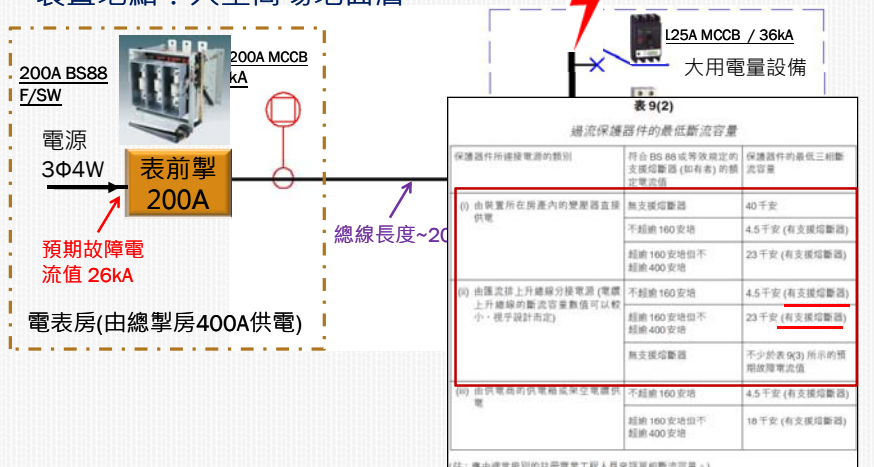 200A BS88
F/SW
200A MCCB
kA
電源
3Φ4W
表前掣
200A
預期故障電
流值 26kA
電表房(由總掣房400A供電)
總線長度~20
L25A MCCB / 36kA
大用電量設備
表 9(2)
過流保護器件的最低斷流容量
保護器件所連接電源的類別
符合 BS 88 或等效規定的支援熔斷器 (如有者) 的額定電流值
保護器件的最低三相斷流容量
(i) 由裝置所在房產內的變壓器直接供電
無支援熔斷器
40 千安
不超逾 160 安培
4.5 千安 (有支援熔斷器)
超逾 160 安培但不超逾 400 安培
23 千安 (有支援熔斷器)
(ii) 由匯流排上升總線分接電源 (電纜上升總線的斷流容量數值可以較小，視乎設計而定)
不超逾 160 安培
4.5 千安 (有支援熔斷器)
超逾 160 安培但不超逾 400 安培
23 千安 (有支援熔斷器)
無支援熔斷器
不少於表 9(3) 所示的預期故障電流值
(iii) 由供電商的供電箱或架空電纜供電
不超逾 160 安培
4.5 千安 (有支援熔斷器)
超逾 160 安培但不超逾 400 安培
18 千安 (有支援熔斷器)